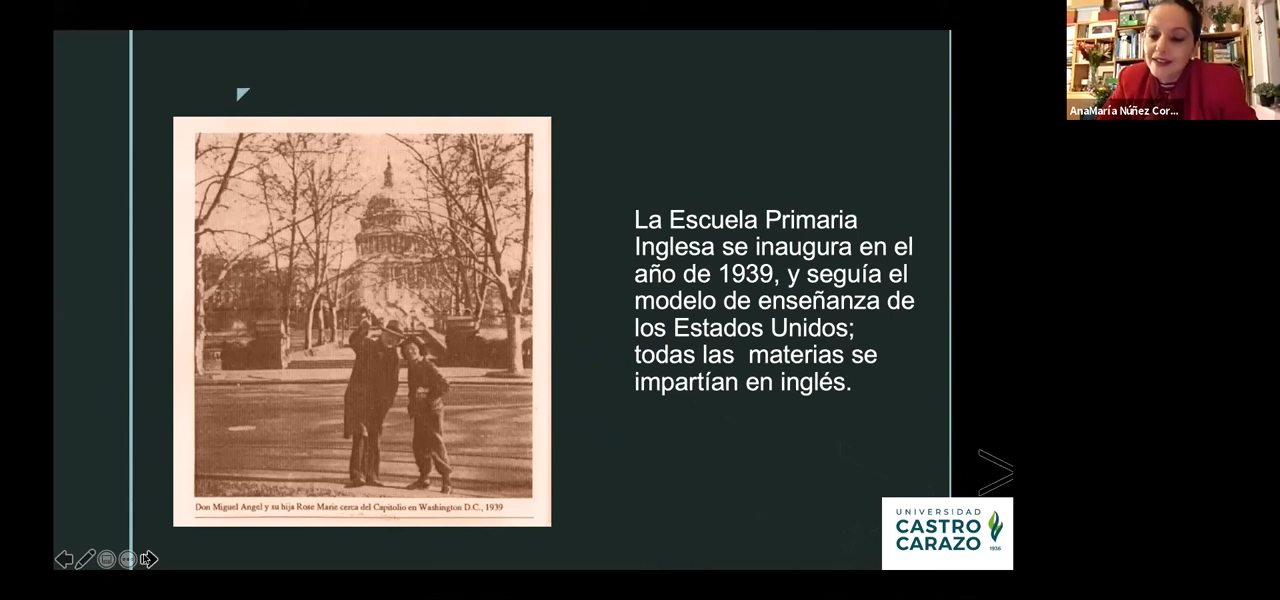 AnaMaría Núñez Cor...
La Escuela Primaria
Inglesa se inaugura en el
año de 1939, y seguía el
modelo de enseñanza de
los Estados Unidos;
todas las materias se
impartían en inglés.
Don Miguel Angel y su hija Rose Marie cerca del Capitolio en Washington D.C., 1939
UNIVERSIDAD
CASTRO
CARAZO
1936